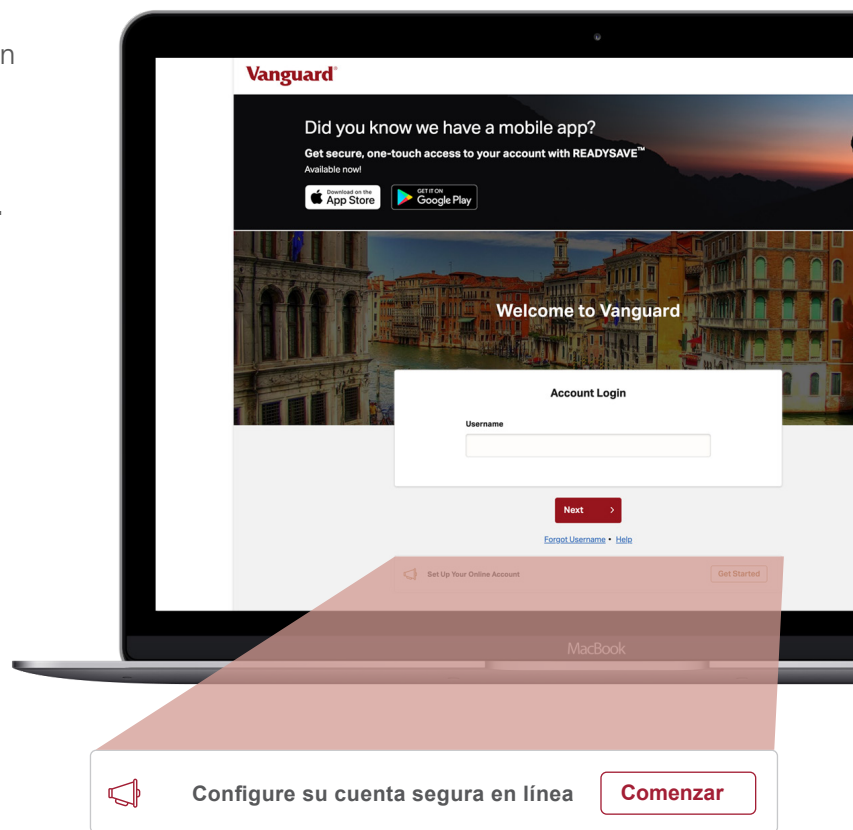 n
Vanguard®
Did you know we have a mobile app?
Get secure, one-touch access to your account with READYSAVE™
Available now!
Download on the
App Store
GET IT ON
Google Play
Welcome to Vanguard
Account Login
Username
Next >
Forgot Username • Help
Set Up Your Online Account Get Started
MacBook
Configure su cuenta segura en línea Comenzar